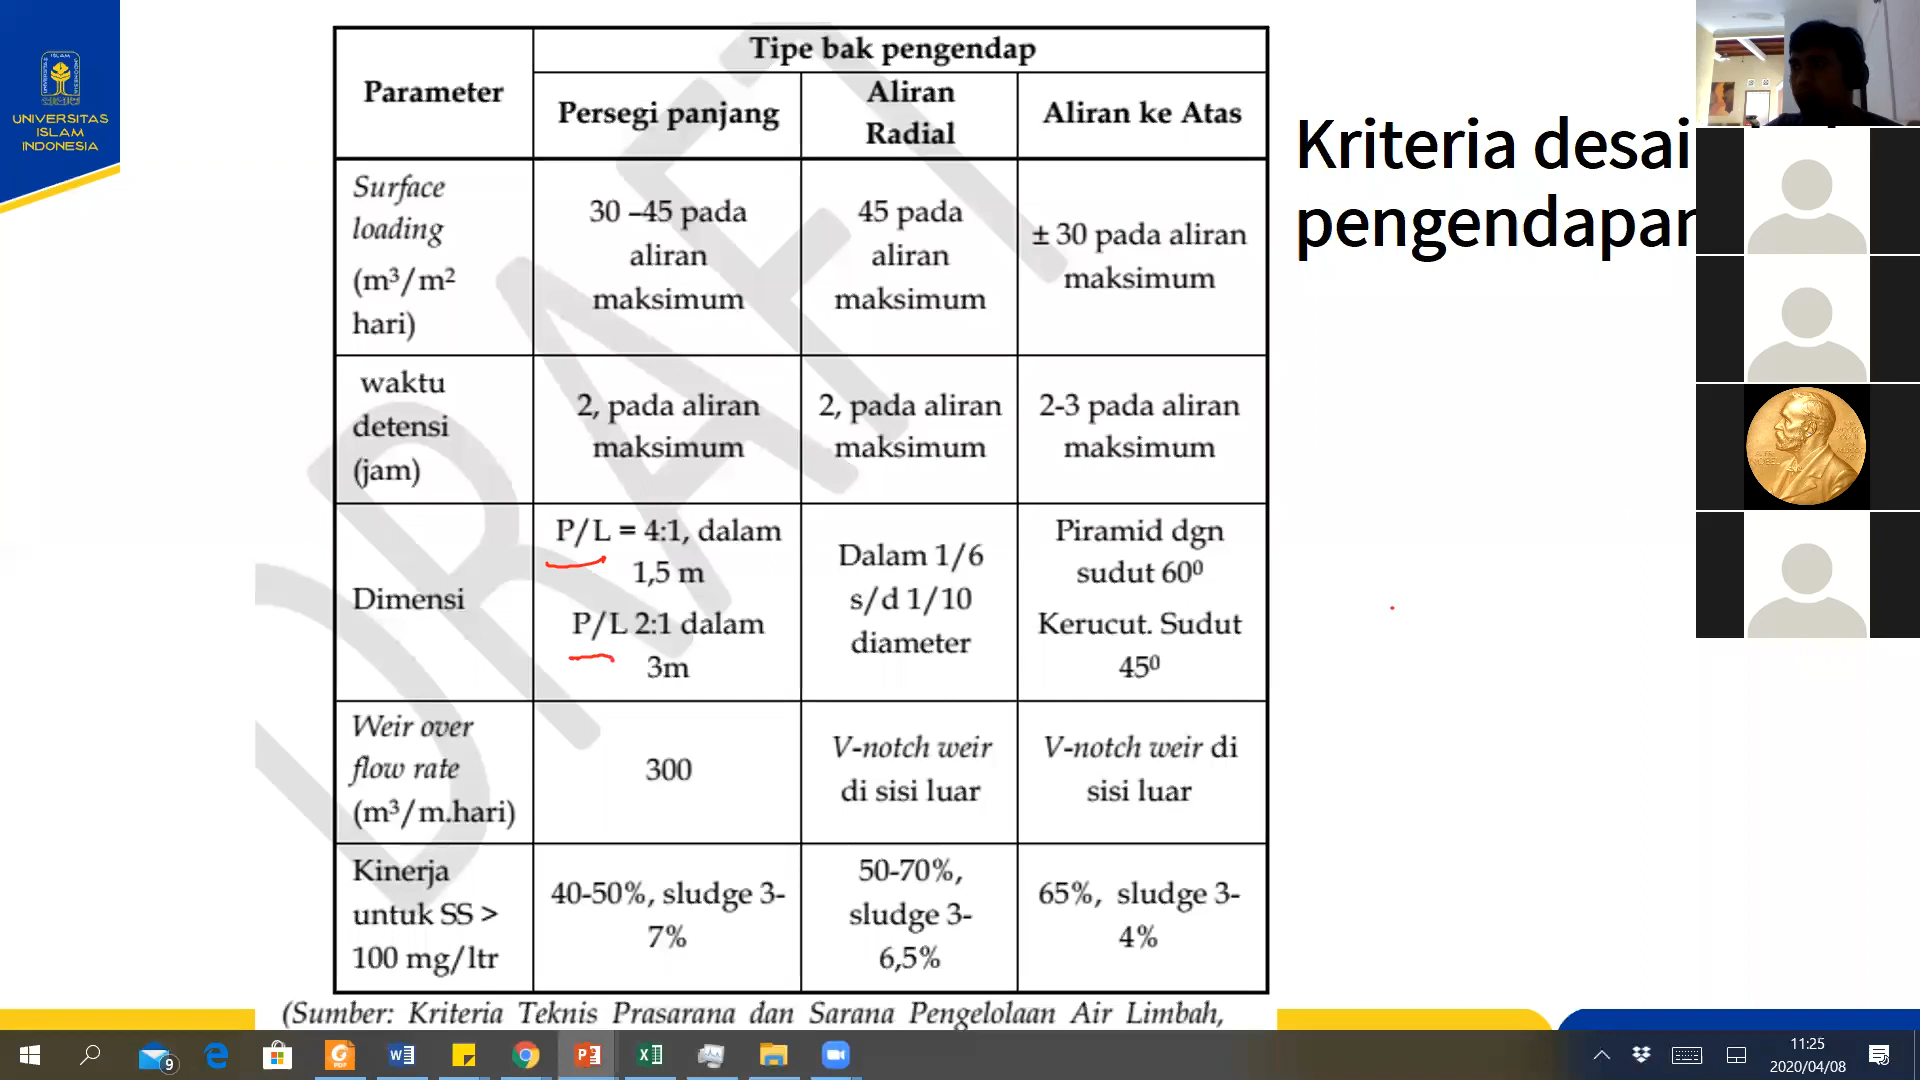 UNIVERSITAS
ISLAM
INDONESIA
Parameter
Tipe bak pengendap
Persegi panjang
Aliran
Radial
Aliran ke Atas
Surface
loading
(m³/m²
hari)
30 –45 pada
aliran
maksimum
45 pada
aliran
maksimum
± 30 pada aliran
maksimum
waktu
detensi
(jam)
2, pada aliran
maksimum
2, pada aliran
maksimum
2-3 pada aliran
maksimum
Dimensi
P/L = 4:1, dalam
1,5 m
P/L 2:1 dalam
3m
Dalam 1/6
s/d 1/10
diameter
Piramid dgn
sudut 60⁰
Kerucut. Sudut
45⁰
Weir over
flow rate
(m³/m.hari)
300
V-notch weir
di sisi luar
V-notch weir di
sisi luar
Kinerja
untuk SS >
100 mg/ltr
40-50%, sludge 3-
7%
50-70%,
sludge 3-
6,5%
65%, sludge 3-
4%
(Sumber: Kriteria Teknis Prasarana dan Sarana Pengelolaan Air Limbah,
DRAFT
Kriteria desai
pengendapan
9
11:25
2020/04/08